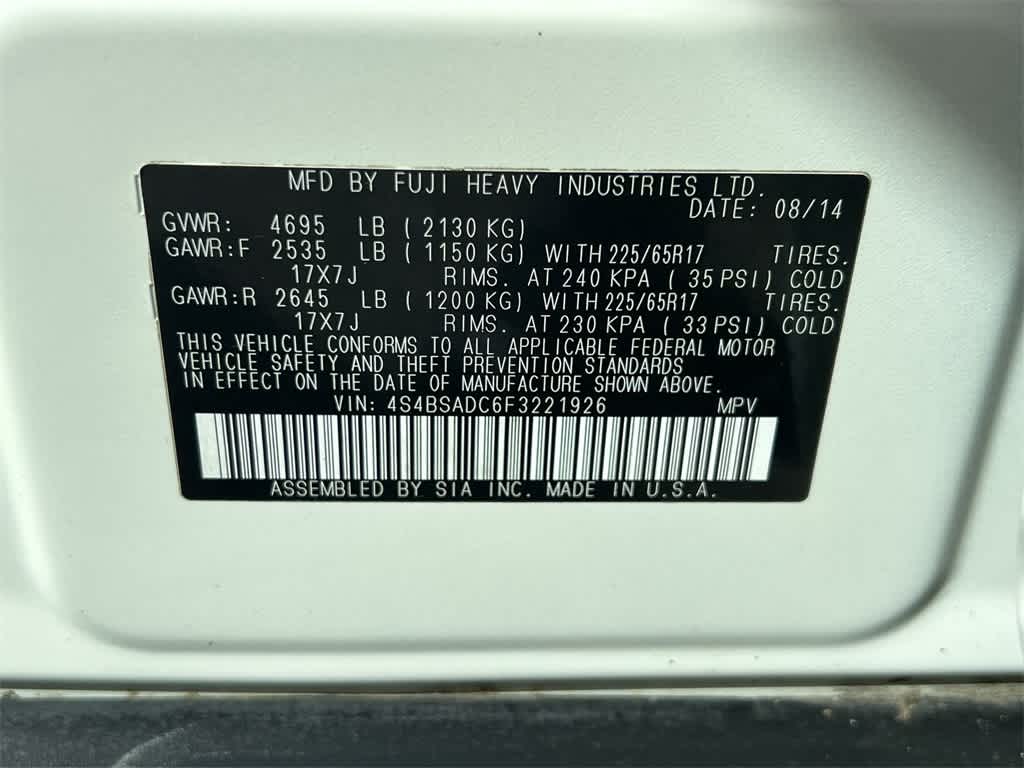 MFD BY FUJI HEAVY INDUSTRIES LTD.
DATE: 08/14
GVWR: 4695 LB ( 2130 KG)
GAWR:F 2535 LB ( 1150 KG) WITH 225/65R17 TIRES.
17X7J RIMS. AT 240 KPA ( 35 PSI) COLD
GAWR:R 2645 LB ( 1200 KG) WITH 225/65R17 TIRES.
17X7J RIMS. AT 230 KPA ( 33 PSI) COLD
THIS VEHICLE CONFORMS TO ALL APPLICABLE FEDERAL MOTOR
VEHICLE SAFETY AND THEFT PREVENTION STANDARDS
IN EFFECT ON THE DATE OF MANUFACTURE SHOWN ABOVE.
VIN: 4S4BSADC6F3221926 MPV
ASSEMBLED BY SIA INC. MADE IN U.S.A.